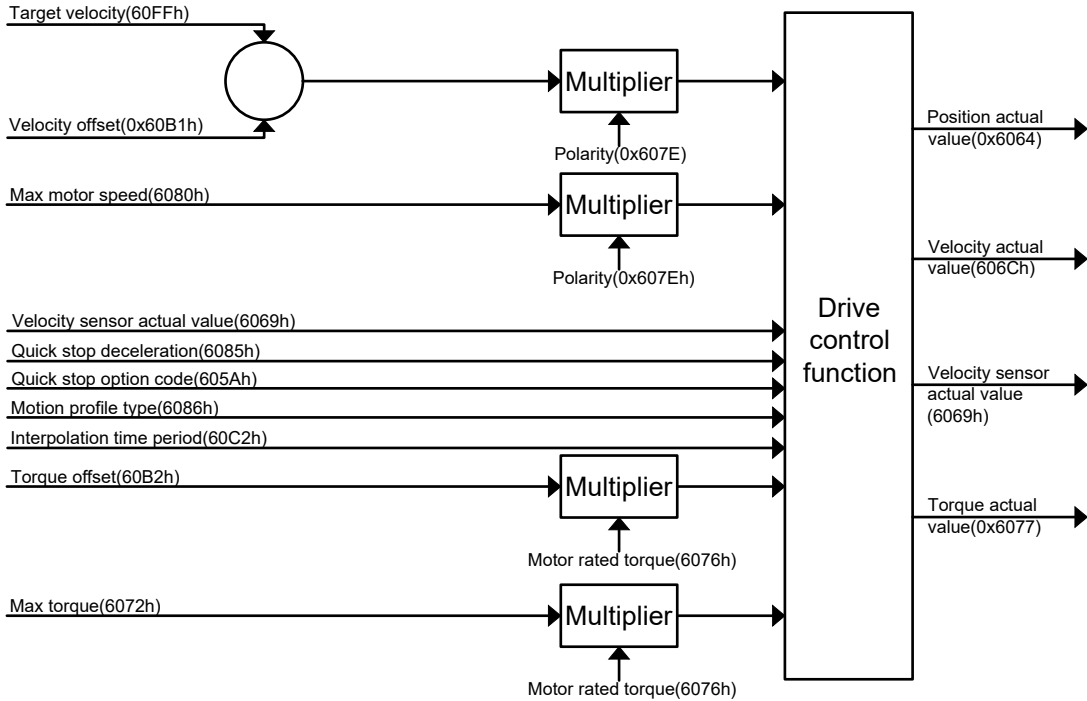 Target velocity(60FFh)
Velocity offset(0x60B1h)
Multiplier
Polarity(0x607E)
Max motor speed(6080h)
Multiplier
Polarity(0x607Eh)
Velocity sensor actual value(6069h)
Quick stop deceleration(6085h)
Quick stop option code(605Ah)
Motion profile type(6086h)
Interpolation time period(60C2h)
Torque offset(60B2h)
Multiplier
Motor rated torque(6076h)
Max torque(6072h)
Multiplier
Motor rated torque(6076h)
Drive
control
function
Position actual
value(0x6064)
Velocity actual
value(606Ch)
Velocity sensor
actual value
(6069h)
Torque actual
value(0x6077)